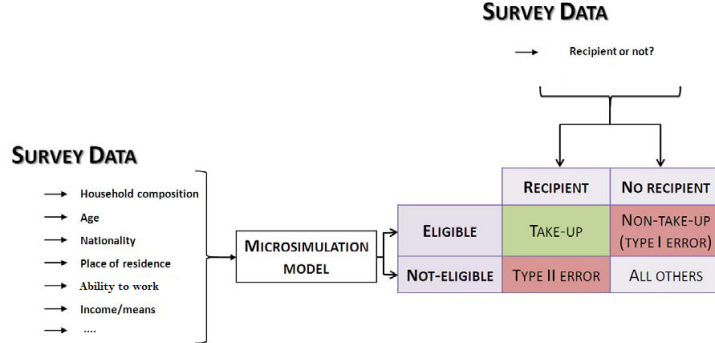 SURVEY DATA
Recipient or not?
SURVEY DATA
Household composition
Age
Nationality
Place of residence
Ability to work
Income/means
....
MICROSIMULATION
MODEL
RECIPIENT
NO RECIPIENT
ELIGIBLE
TAKE-UP
NON-TAKE-UP
(TYPE I ERROR)
NOT-ELIGIBLE
TYPE II ERROR
ALL OTHERS